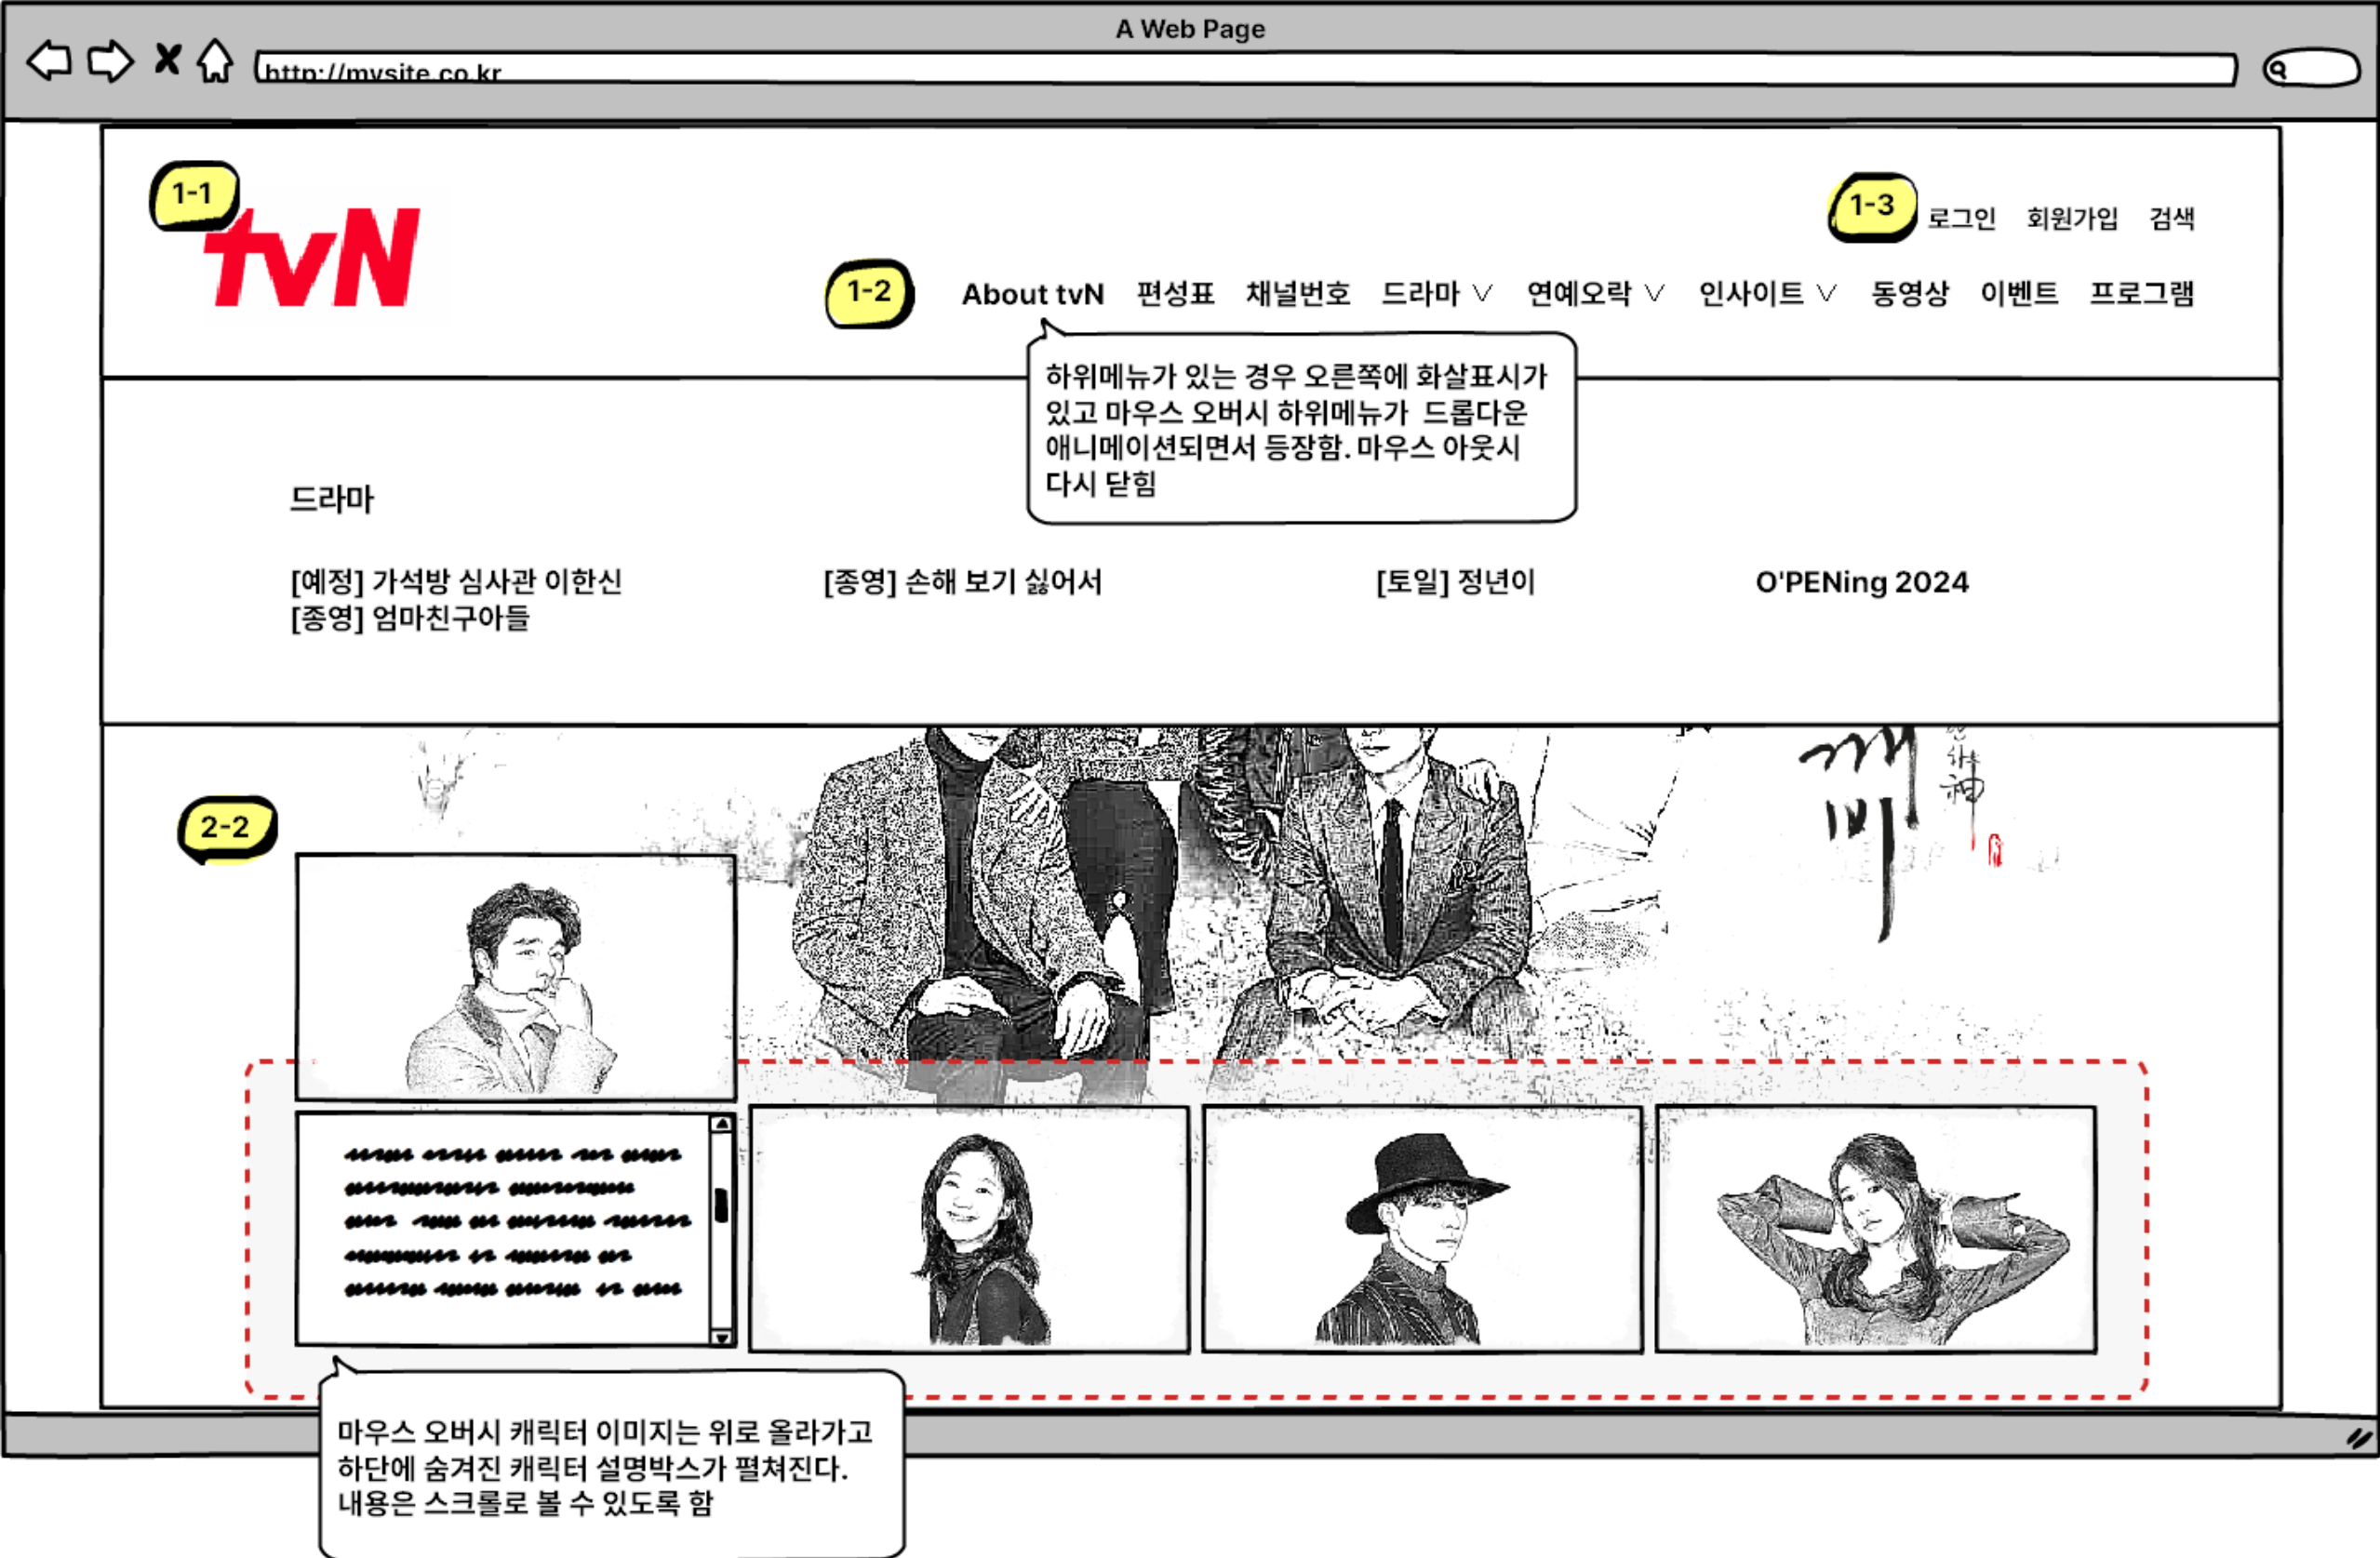 A Web Page
http://mysite.co.kr
1-1
tvN
1-3
로그인 회원가입 검색
1-2
About tvN 편성표 채널번호 드라마 ∨ 연예오락 ∨ 인사이트 ∨ 동영상 이벤트 프로그램
하위메뉴가 있는 경우 오른쪽에 화살표시가
있고 마우스 오버시 하위메뉴가 드롭다운
애니메이션되면서 등장함. 마우스 아웃시
다시 닫힘
드라마
[예정] 가석방 심사관 이한신
[종영] 엄마친구아들
[종영] 손해 보기 싫어서
[토일] 정년이
O'PENing 2024
2-2
마우스 오버시 캐릭터 이미지는 위로 올라가고
하단에 숨겨진 캐릭터 설명박스가 펼쳐진다.
내용은 스크롤로 볼 수 있도록 함